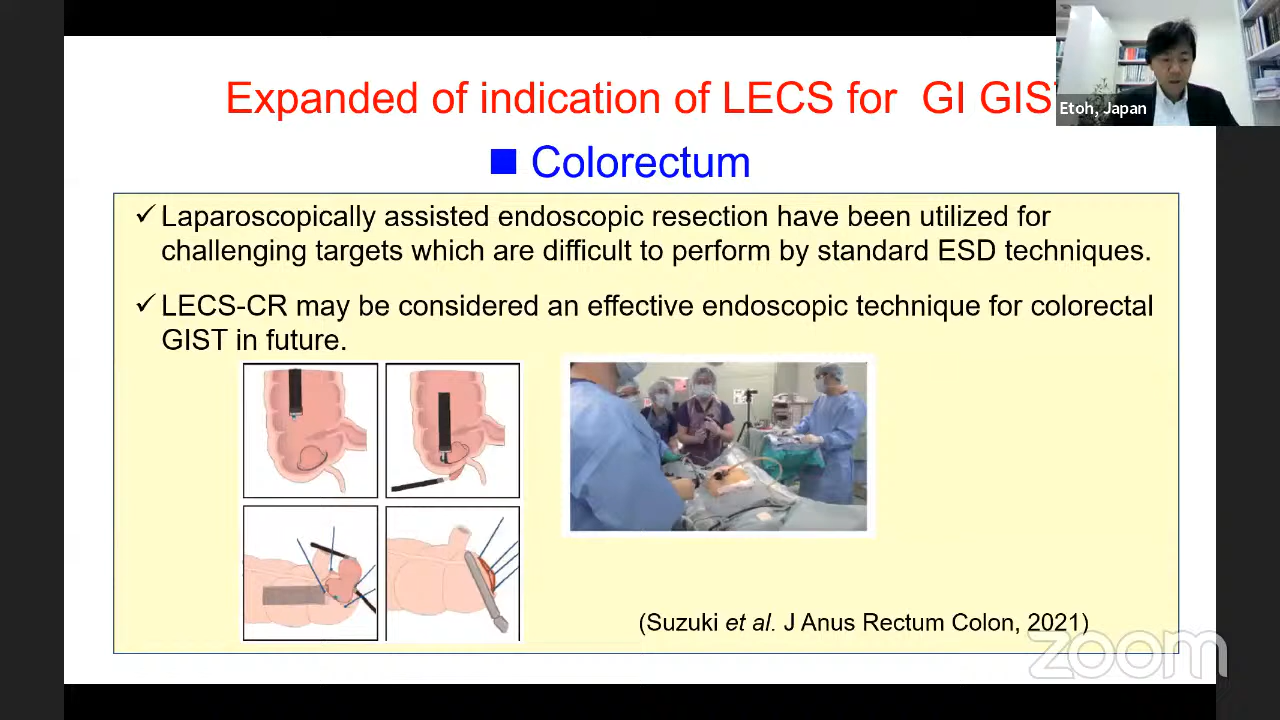 Expanded of indication of LECS for GI GIS
Etoh, Japan
■ Colorectum
✓ Laparoscopically assisted endoscopic resection have been utilized for
challenging targets which are difficult to perform by standard ESD techniques.
✓ LECS-CR may be considered an effective endoscopic technique for colorectal
GIST in future.
(Suzuki et al. J Anus Rectum Colon, 2021)
zoom